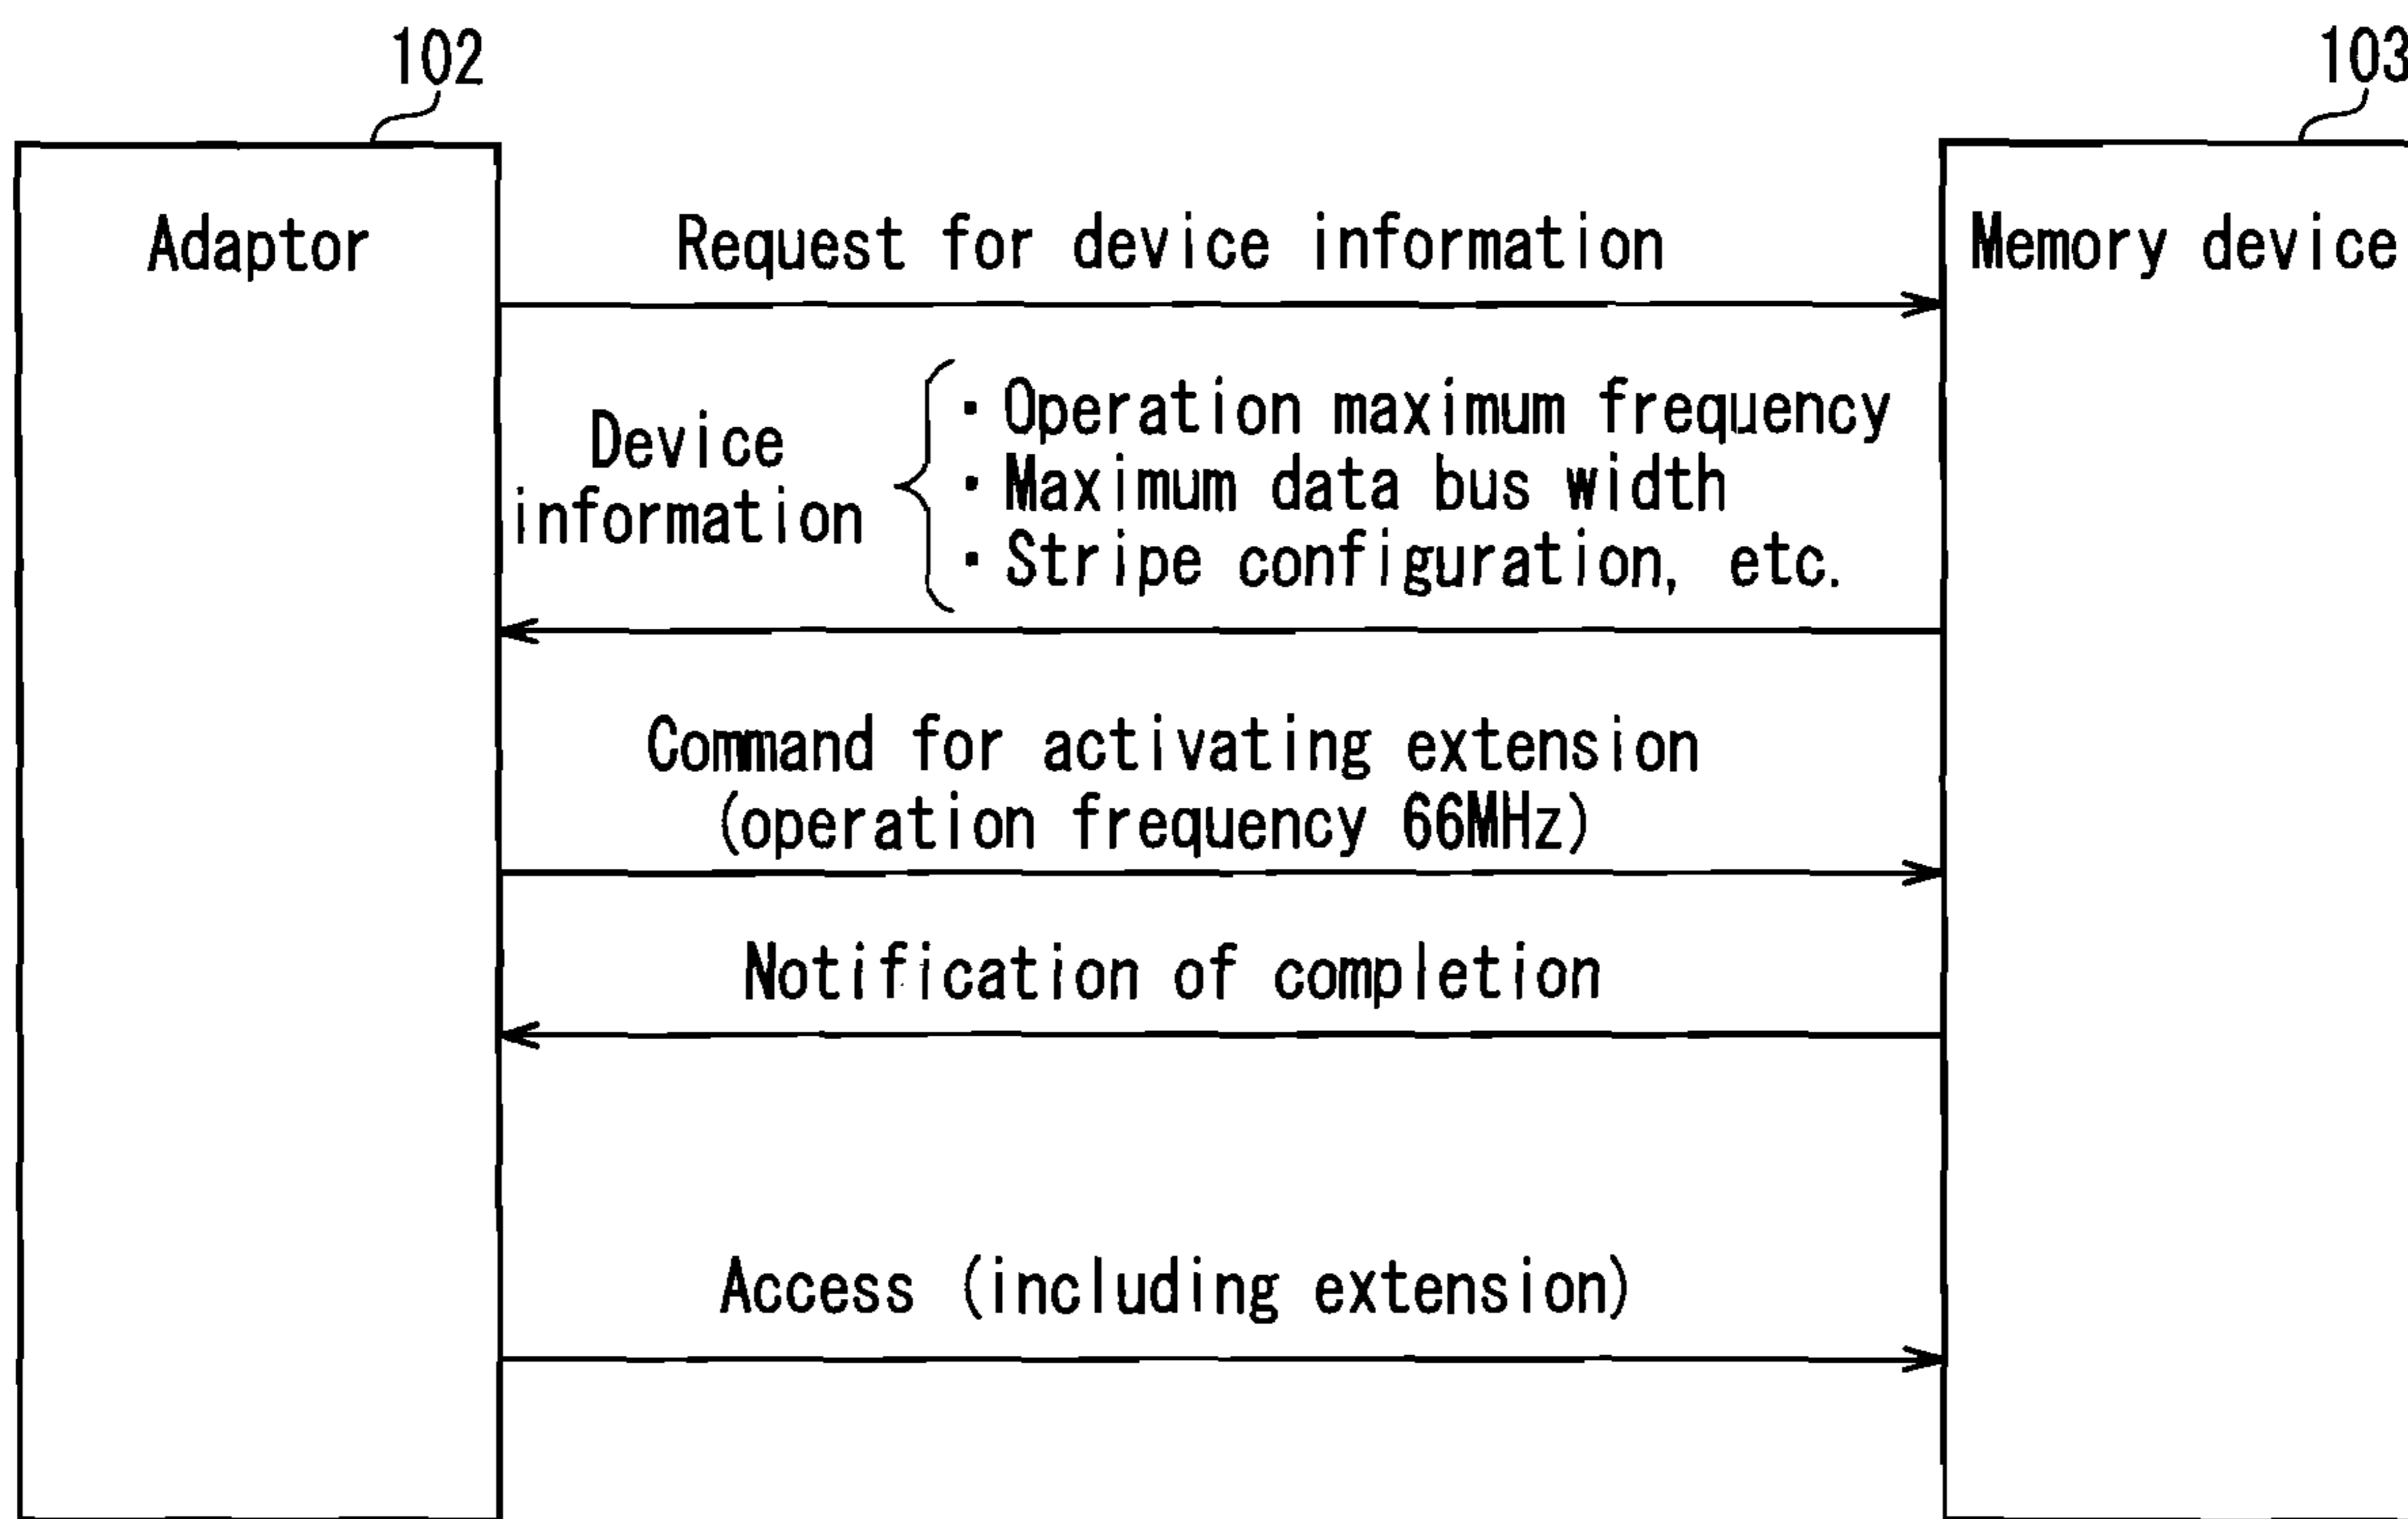 102
103
Adaptor
Request for device information
Memory device
Device
information
・Operation maximum frequency
・Maximum data bus width
・Stripe configuration, etc.
Command for activating extension
(operation frequency 66MHz)
Notification of completion
Access (including extension)